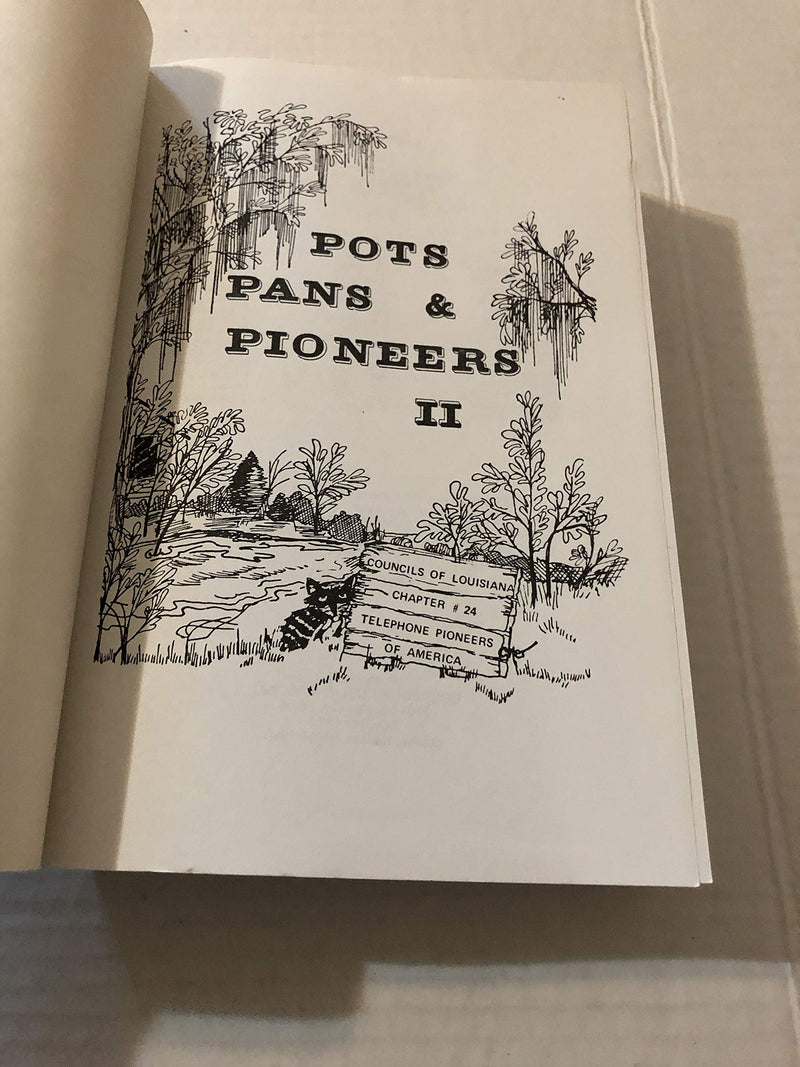 POTS
PANS &
PIONEERS
II
COUNCILS OF LOUISIANA
CHAPTER # 24
TELEPHONE PIONEERS
OF AMERICA